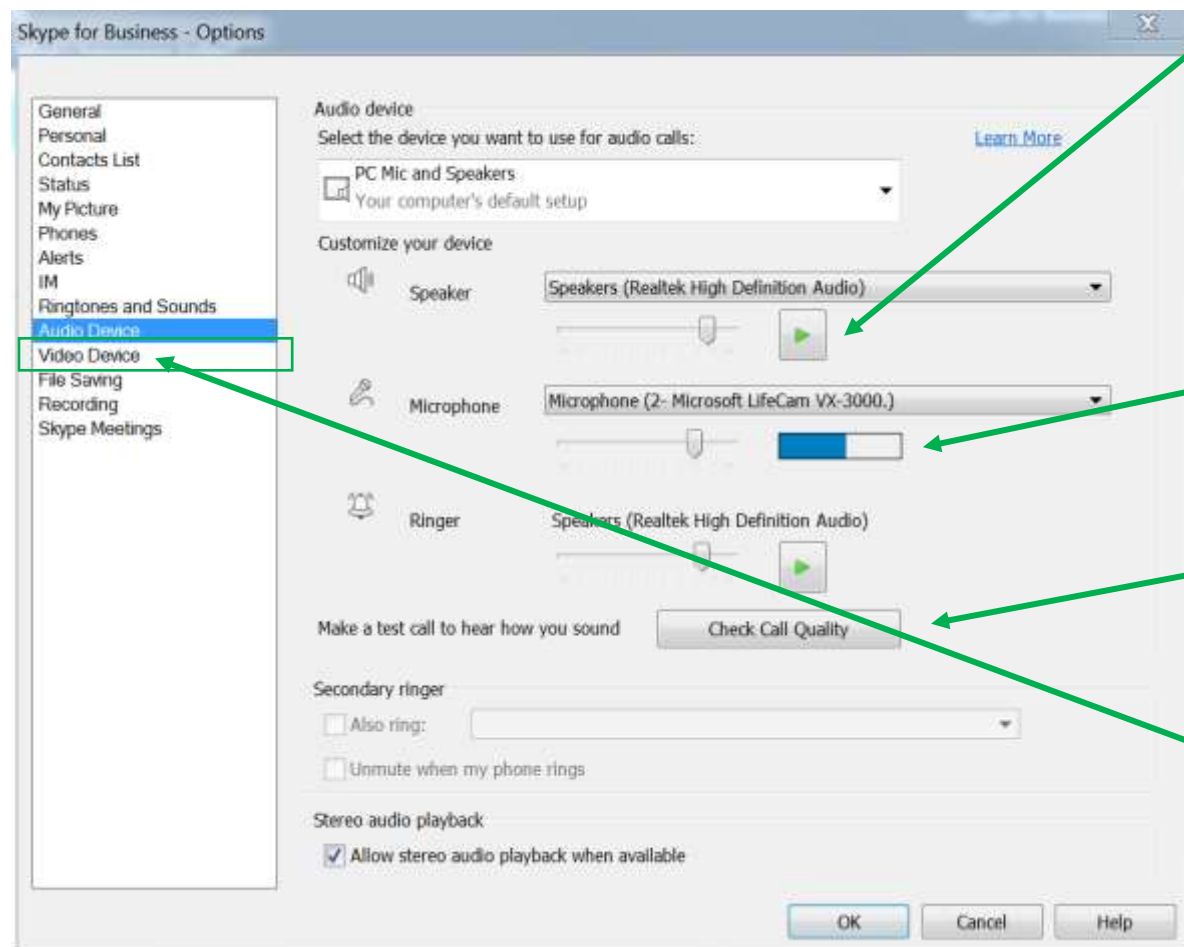 Skype for Business - Options
General
Personal
Contacts List
Status
My Picture
Phones
Alerts
IM
Ringtones and Sounds
Audio Device
Video Device
File Saving
Recording
Skype Meetings
Audio device
Select the device you want to use for audio calls: Learn More
PC Mic and Speakers
Your computer's default setup
Customize your device
Speaker Speakers (Realtek High Definition Audio)
Microphone Microphone (2- Microsoft LifeCam VX-3000.)
Ringer Speakers (Realtek High Definition Audio)
Make a test call to hear how you sound Check Call Quality
Secondary ringer
Also ring:
Unmute when my phone rings
Stereo audio playback
Allow stereo audio playback when available
OK Cancel Help